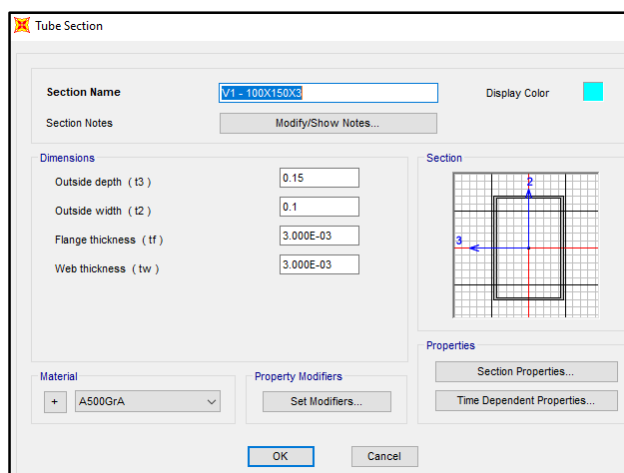 Tube Section
Section Name V1 - 100X150X3 Display Color
Section Notes Modify/Show Notes...
Dimensions
Outside depth ( t3 ) 0.15
Outside width ( t2 ) 0.1
Flange thickness ( tf ) 3.000E-03
Web thickness ( tw ) 3.000E-03
Section
2
3
Properties
Section Properties...
Time Dependent Properties...
Material
+ A500GrA
Property Modifiers
Set Modifiers...
OK Cancel